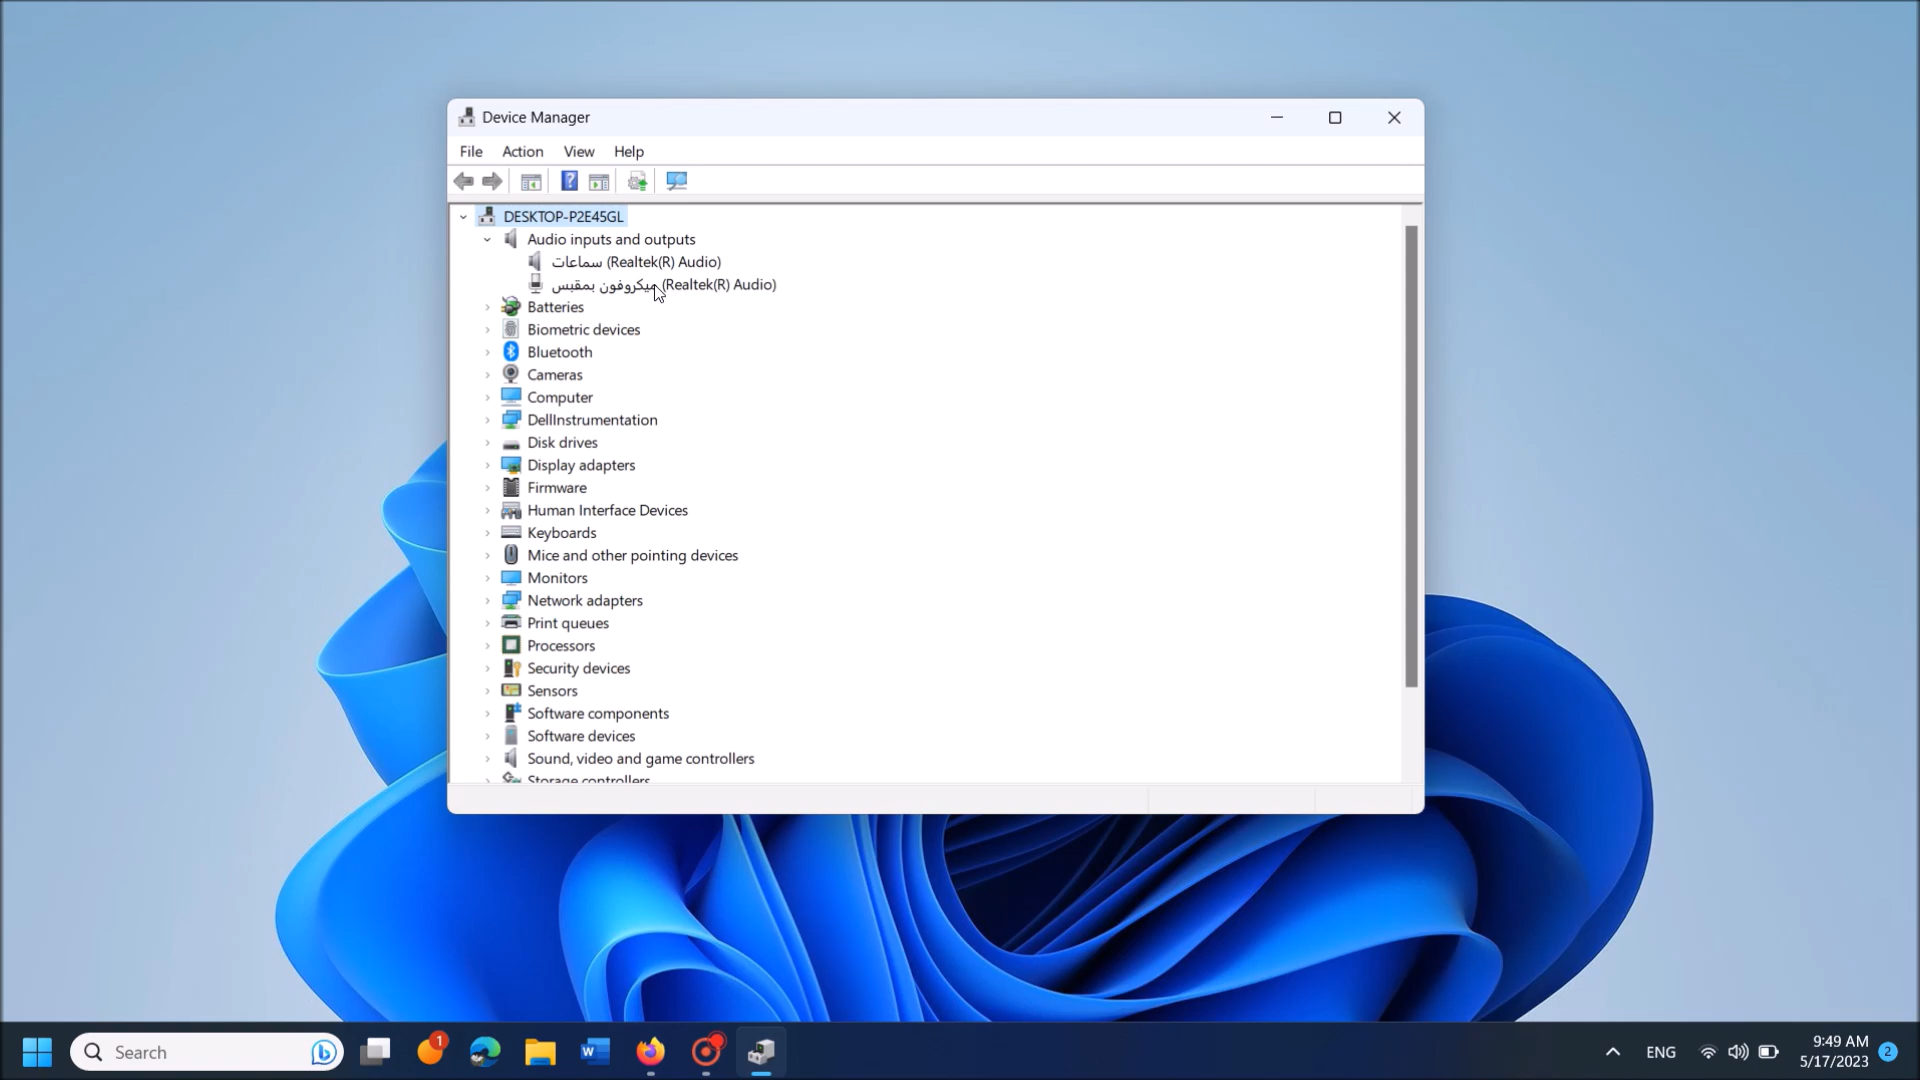 Device Manager
File Action View Help
DESKTOP-P2E45GL
Audio inputs and outputs
سماعات (Realtek(R) Audio)
ميكروفون بمقبس (Realtek(R) Audio)
Batteries
Biometric devices
Bluetooth
Cameras
Computer
DellInstrumentation
Disk drives
Display adapters
Firmware
Human Interface Devices
Keyboards
Mice and other pointing devices
Monitors
Network adapters
Print queues
Processors
Security devices
Sensors
Software components
Software devices
Sound, video and game controllers
Storage controllers
Search 1 W ENG 9:49 AM
5/17/2023 2